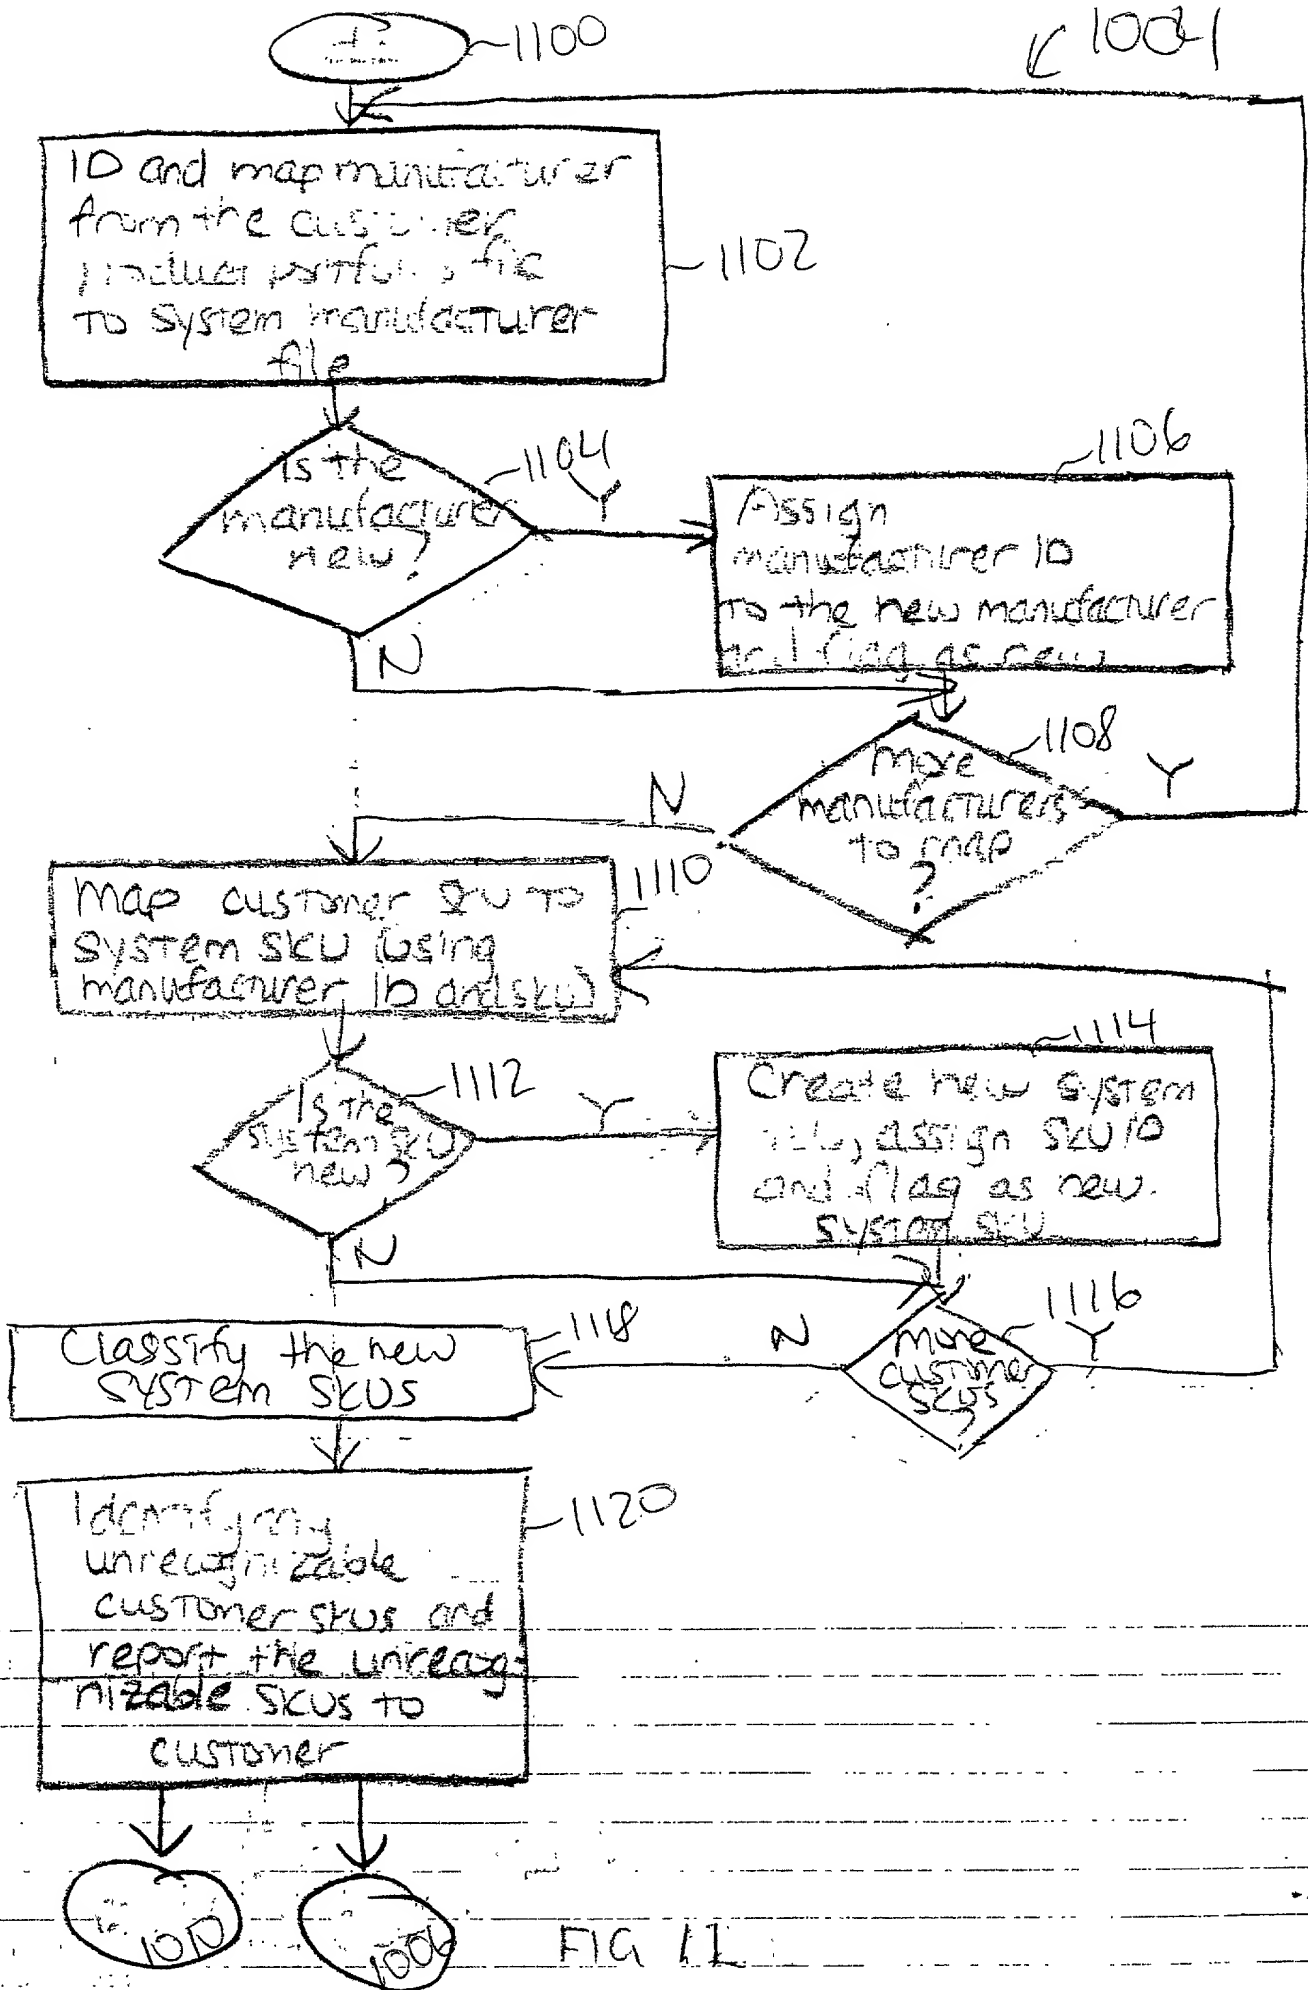 1100
1004
ID and map manufacturer
from the customer
product portfolio file
to system manufacturer
file
1102
Is the
manufacturer
new?
1104
Y
N
1106
Assign
manufacturer ID
to the new manufacturer
and flag as new
more
manufacturers
to map
?
1108
Y
N
Map customer SKU to
system SKU (using
manufacturer ID and sku)
1110
Is the
system SKU
new?
1112
Y
N
1114
Create new system
assign SKU ID
and flag as new
system SKU
more
customer
SKUs
?
1116
Y
N
Classify the new
system SKUs
1118
Identify any
unrecognizable
customer skus and
report the unrecog-
nizable SKUs to
customer
1120
1010
1006
FIG 11